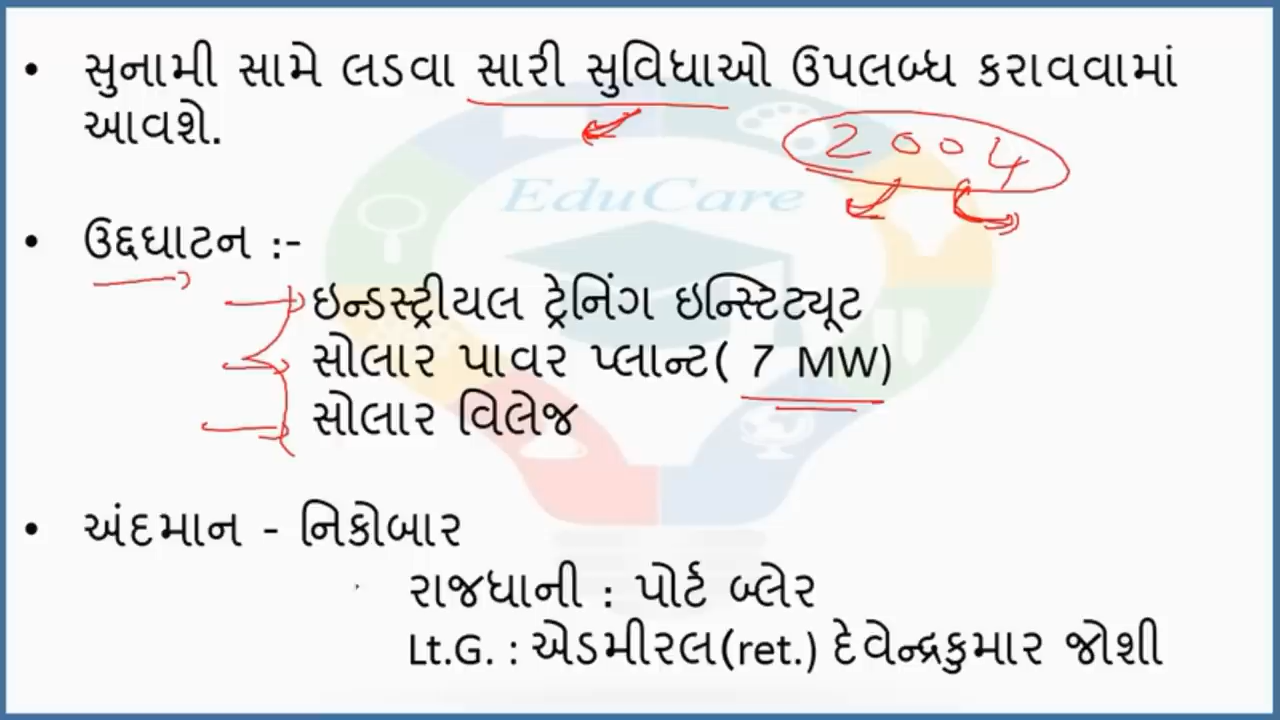 • સુનામી સામે લડવા સારી સુવિધાઓ ઉપલબ્ધ કરાવવામાં
આવશે.
2004
EduCare
• ઉદ્દઘાટન :-
ઇન્ડસ્ટ્રીયલ ટ્રેનિંગ ઇન્સ્ટિટ્યૂટ
સોલાર પાવર પ્લાન્ટ( 7 MW)
સોલાર વિલેજ
• અંદમાન - નિકોબાર
રાજધાની : પોર્ટ બ્લેર
Lt.G. : એડમીરલ(ret.) દેવેન્દ્રકુમાર જોશી